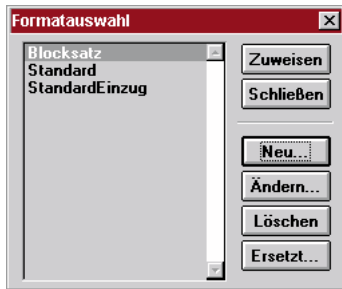 Formatauswahl
Blocksatz
Standard
StandardEinzug
Zuweisen
Schließen
Neu...
Ändern...
Löschen
Ersetzt...